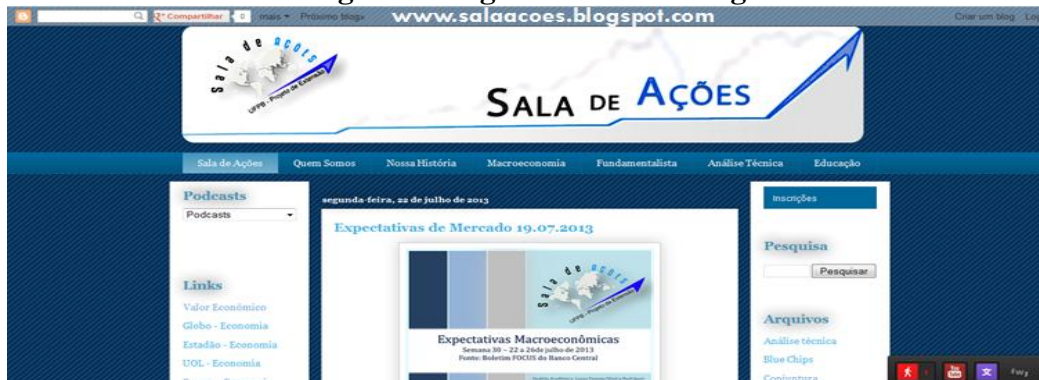 Compartilhar 0 mais Próximo blog» www.salaacoes.blogspot.com Criar um blog
Sala de ações
UFPB - Projeto de Extensão
SALA DE AÇÕES
Sala de Ações Quem Somos Nossa História Macroeconomia Fundamentalista Análise Técnica Educação
Podcasts
Podcasts
Links
Valor Econômico
Globo - Economia
Estadão - Economia
UOL - Economia
segunda-feira, 22 de julho de 2013
Expectativas de Mercado 19.07.2013
Sala de ações
UFPB - Projeto de Extensão
Expectativas Macroeconômicas
Semana 30 – 22 a 26de julho de 2013
Fonte: Boletim FOCUS do Banco Central
Inscrições
Pesquisa
Pesquisar
Arquivos
Análise técnica
Blue Chips
Conjuntura
You Tube